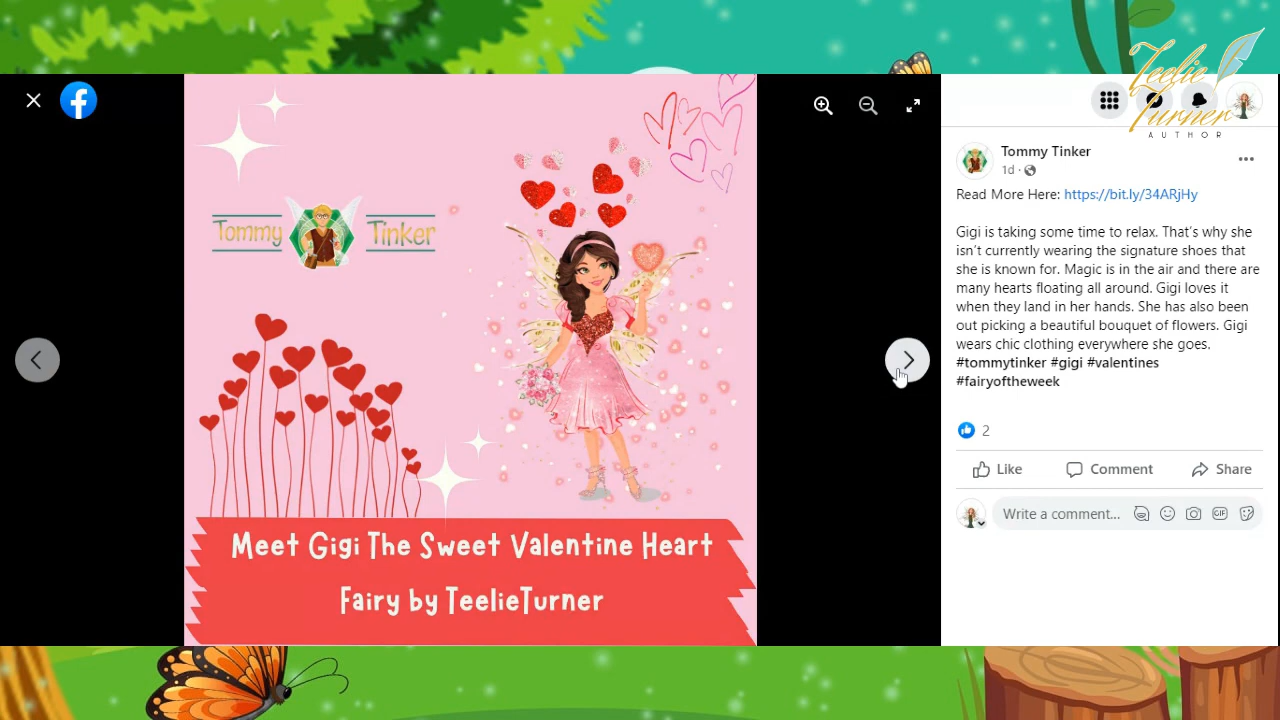 Teelie
Turner
AUTHOR
Tommy Tinker
Meet Gigi The Sweet Valentine Heart
Fairy by TeelieTurner
Tommy Tinker
1d ·
Read More Here: https://bit.ly/34ARjHy
Gigi is taking some time to relax. That's why she
isn't currently wearing the signature shoes that
she is known for. Magic is in the air and there are
many hearts floating all around. Gigi loves it
when they land in her hands. She has also been
out picking a beautiful bouquet of flowers. Gigi
wears chic clothing everywhere she goes.
#tommytinker #gigi #valentines
#fairyoftheweek
2
Like Comment Share
Write a comment... GIF